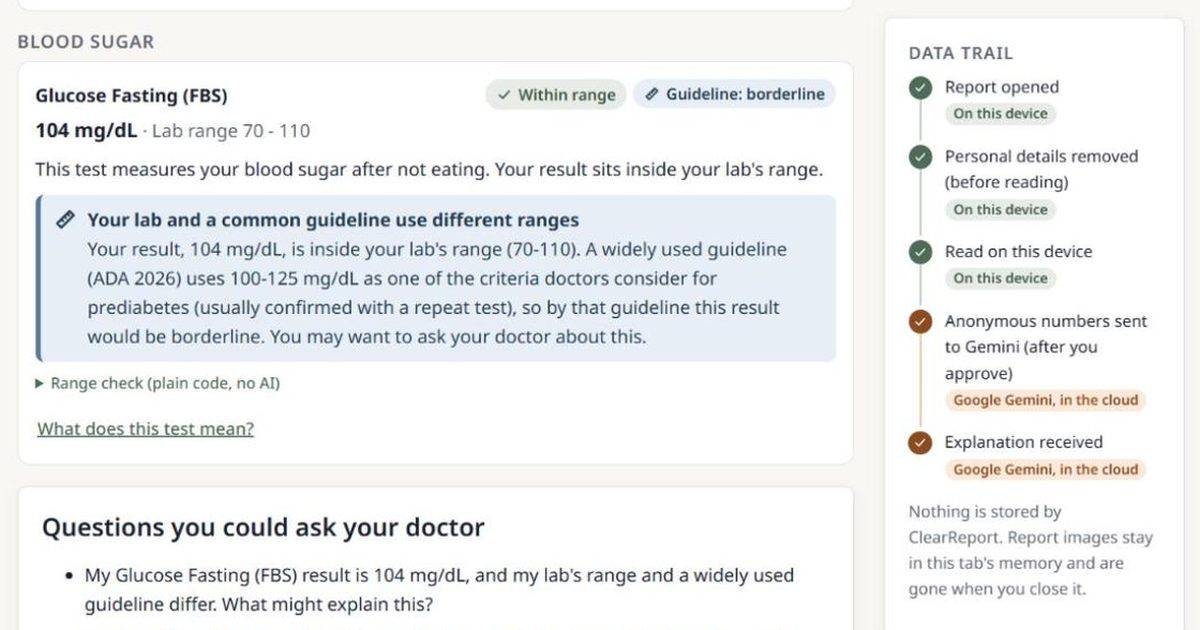 BLOOD SUGAR
Glucose Fasting (FBS)
✓ Within range
Guideline: borderline
104 mg/dL · Lab range 70 - 110
This test measures your blood sugar after not eating. Your result sits inside your lab's range.
Your lab and a common guideline use different ranges
Your result, 104 mg/dL, is inside your lab's range (70-110). A widely used guideline
(ADA 2026) uses 100-125 mg/dL as one of the criteria doctors consider for
prediabetes (usually confirmed with a repeat test), so by that guideline this result
would be borderline. You may want to ask your doctor about this.
▶ Range check (plain code, no AI)
What does this test mean?
Questions you could ask your doctor
• My Glucose Fasting (FBS) result is 104 mg/dL, and my lab's range and a widely used
guideline differ. What might explain this?
DATA TRAIL
Report opened
On this device
Personal details removed
(before reading)
On this device
Read on this device
On this device
Anonymous numbers sent
to Gemini (after you
approve)
Google Gemini, in the cloud
Explanation received
Google Gemini, in the cloud
Nothing is stored by
ClearReport. Report images stay
in this tab's memory and are
gone when you close it.